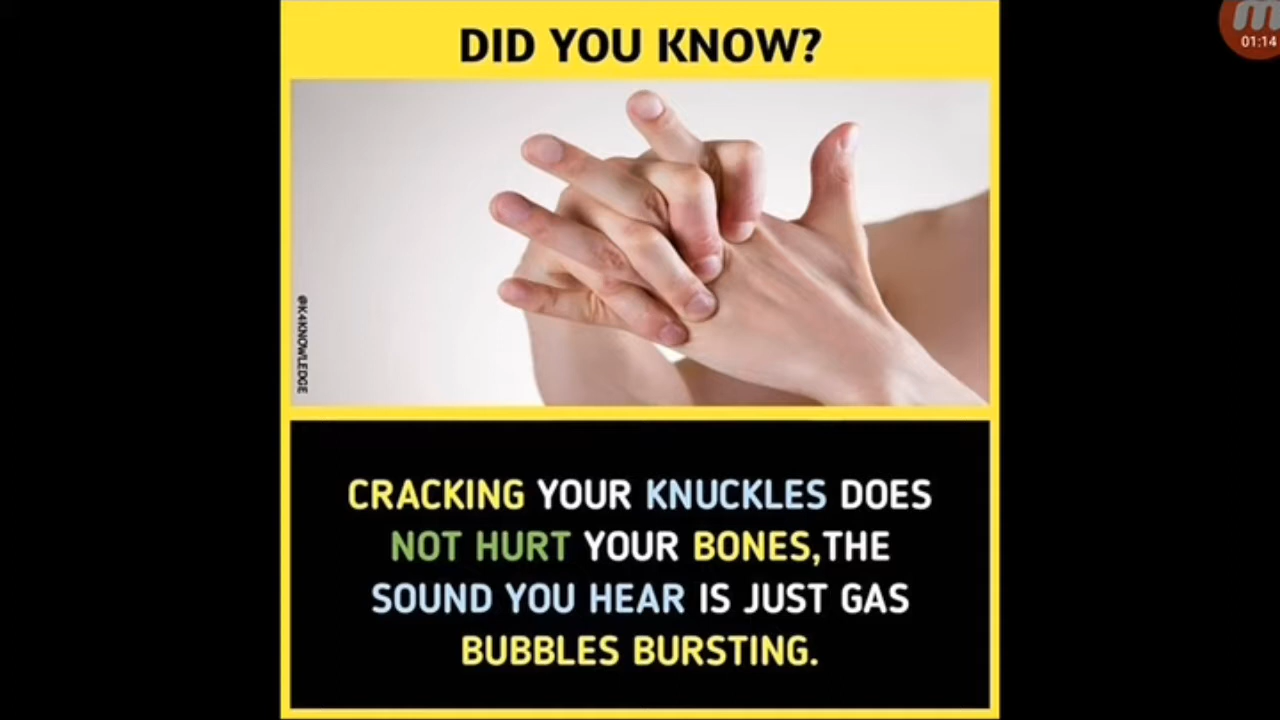 DID YOU KNOW?
01:14
@K4KNOWLEDGE
CRACKING YOUR KNUCKLES DOES
NOT HURT YOUR BONES,THE
SOUND YOU HEAR IS JUST GAS
BUBBLES BURSTING.